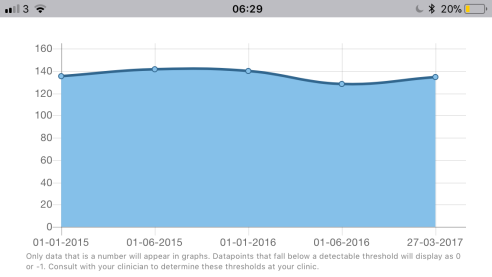 3 06:29 20%
160
140
120
100
80
60
40
20
0
01-01-2015 01-06-2015 01-01-2016 01-06-2016 27-03-2017
Only data that is a number will appear in graphs. Datapoints that fall below a detectable threshold will display as 0
or -1. Consult with your clinician to determine these thresholds at your clinic.